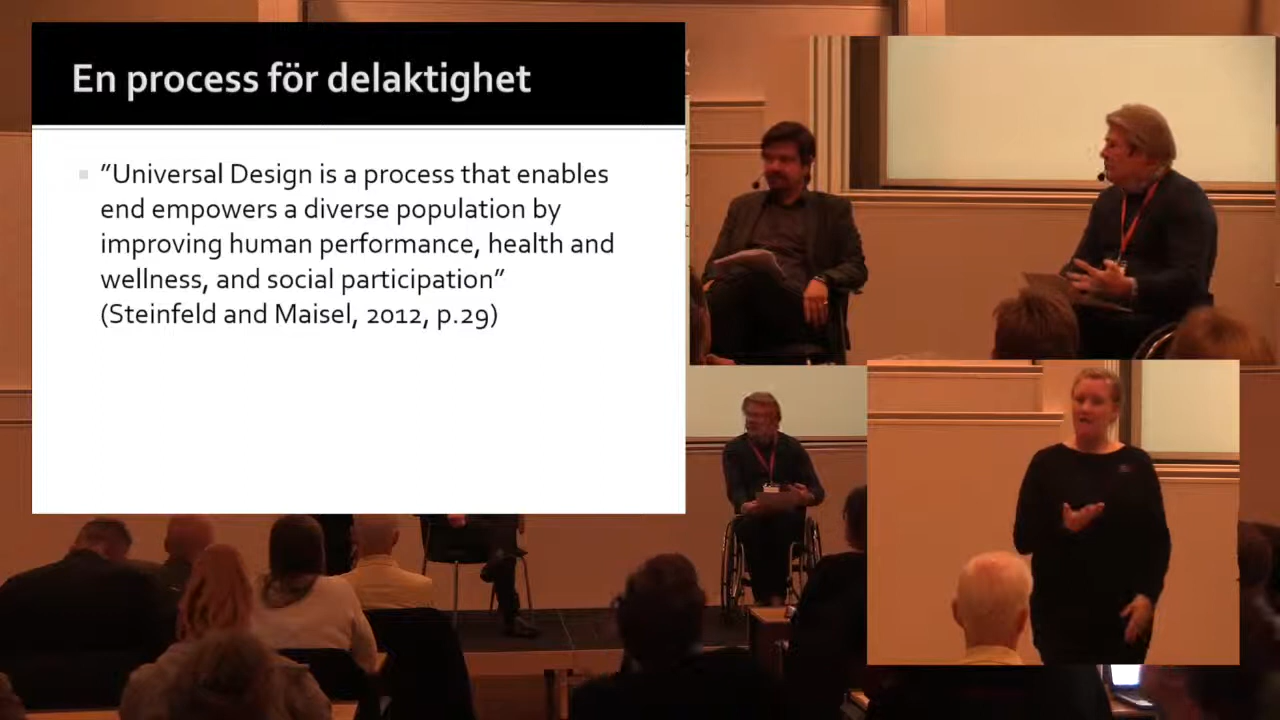 En process för delaktighet
”Universal Design is a process that enables
end empowers a diverse population by
improving human performance, health and
wellness, and social participation”
(Steinfeld and Maisel, 2012, p.29)